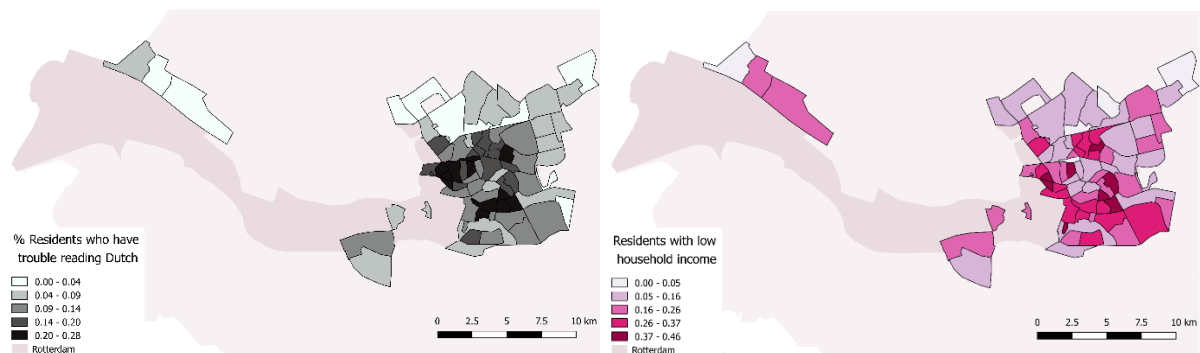 % Residents who have
trouble reading Dutch
0.00 - 0.04
0.04 - 0.09
0.09 - 0.14
0.14 - 0.20
0.20 - 0.28
Rotterdam
0 2.5 5 7.5 10 km
Residents with low
household income
0.00 - 0.05
0.05 - 0.16
0.16 - 0.26
0.26 - 0.37
0.37 - 0.46
Rotterdam
0 2.5 5 7.5 10 km